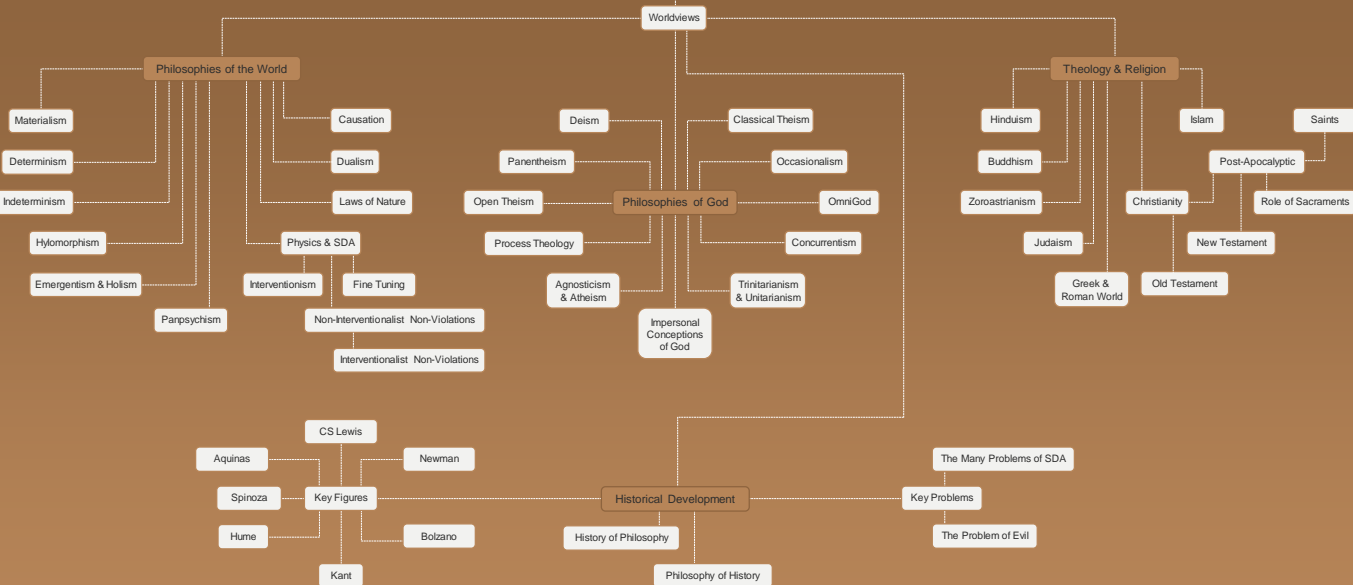 Worldviews
Philosophies of the World
Theology & Religion
Materialism
Causation
Deism
Classical Theism
Hinduism
Islam
Saints
Determinism
Dualism
Panentheism
Occasionalism
Buddhism
Post-Apocalyptic
Indeterminism
Laws of Nature
Open Theism
Philosophies of God
OmniGod
Zoroastrianism
Christianity
Role of Sacraments
Hylomorphism
Physics & SDA
Process Theology
Concurrentism
Judaism
New Testament
Emergentism & Holism
Interventionism
Fine Tuning
Agnosticism
& Atheism
Trinitarianism
& Unitarianism
Greek &
Roman World
Old Testament
Panpsychism
Non-Interventionalist Non-Violations
Impersonal
Conceptions
of God
Interventionalist Non-Violations
CS Lewis
Aquinas
Newman
The Many Problems of SDA
Spinoza
Key Figures
Historical Development
Key Problems
Hume
Bolzano
History of Philosophy
The Problem of Evil
Kant
Philosophy of History